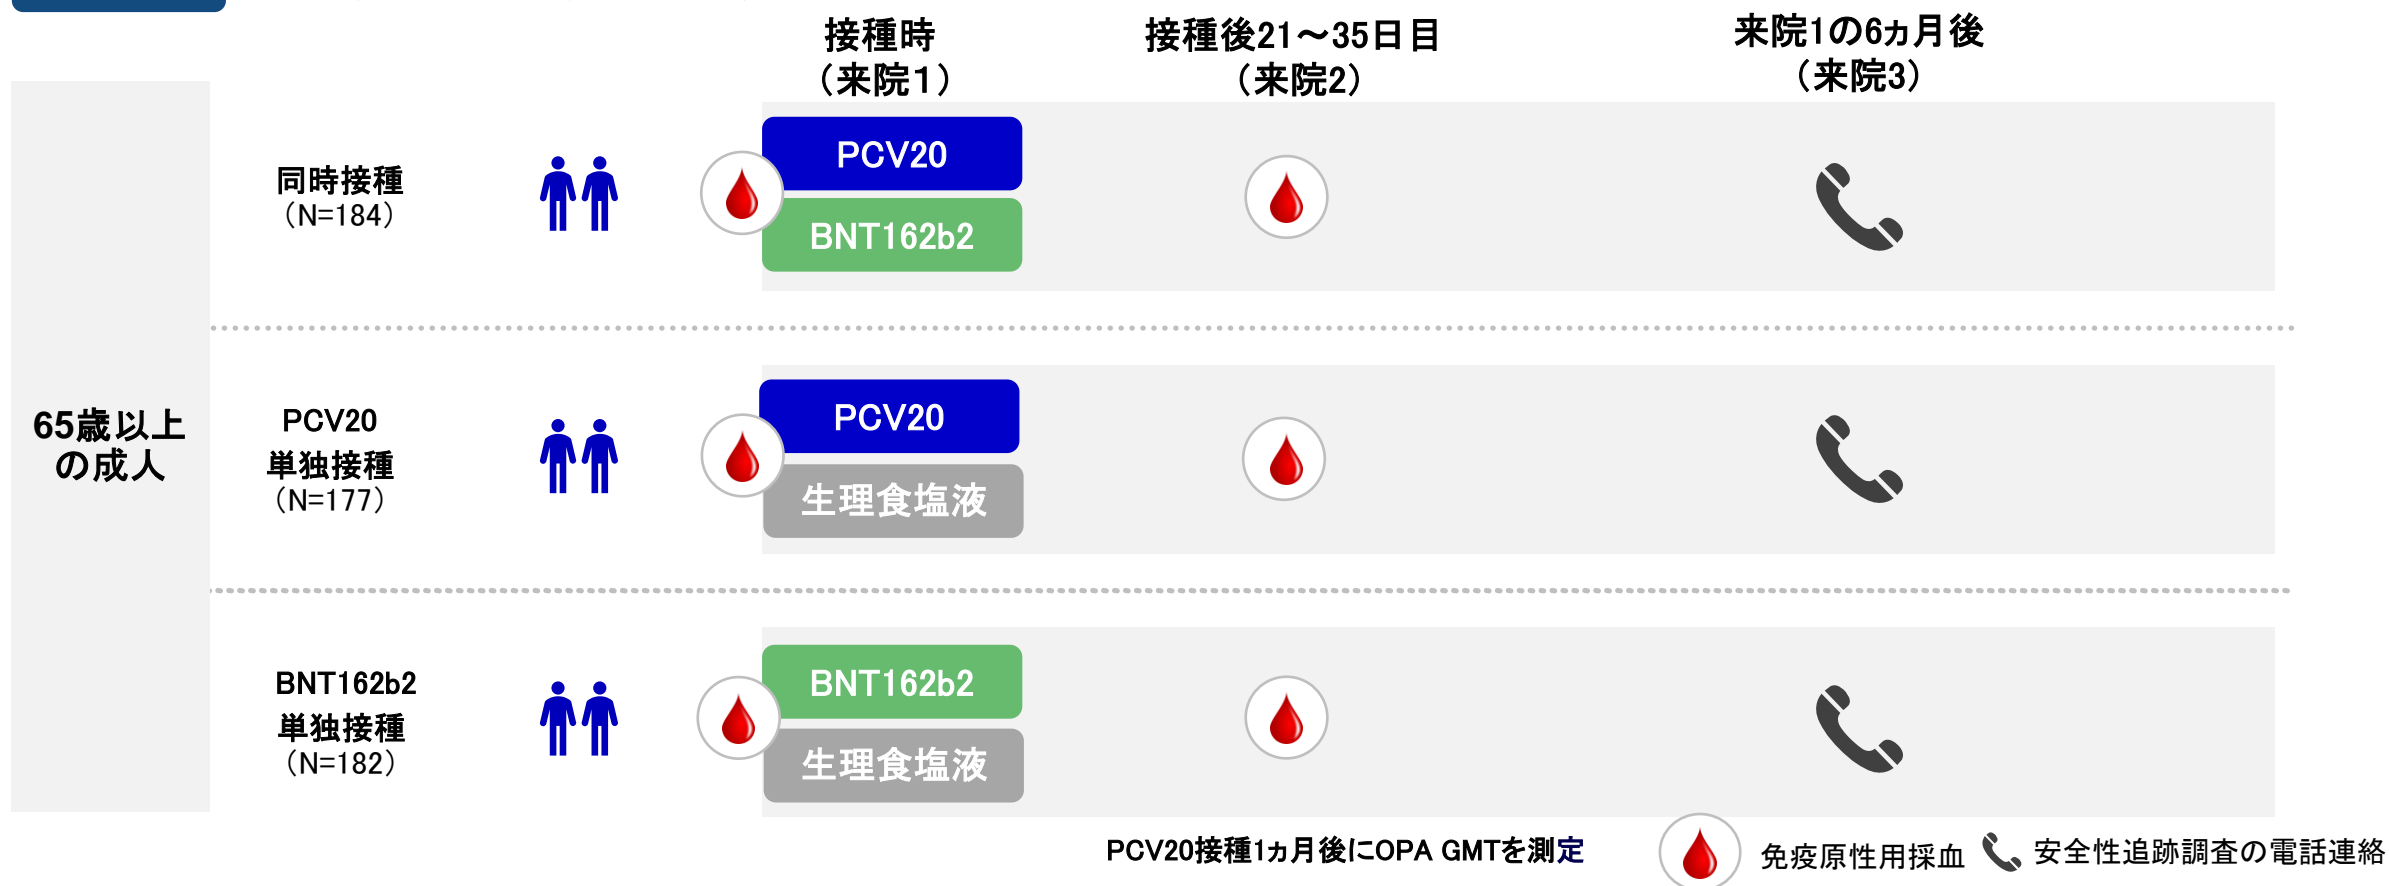 接種時
（来院１）
接種後21～35日目
（来院2）
来院1の6ヵ月後
（来院3）
65歳以上
の成人
同時接種
（N=184）
PCV20
BNT162b2
PCV20
単独接種
（N=177）
PCV20
生理食塩液
BNT162b2
単独接種
（N=182）
BNT162b2
生理食塩液
PCV20接種1ヵ月後にOPA GMTを測定
免疫原性用採血
安全性追跡調査の電話連絡